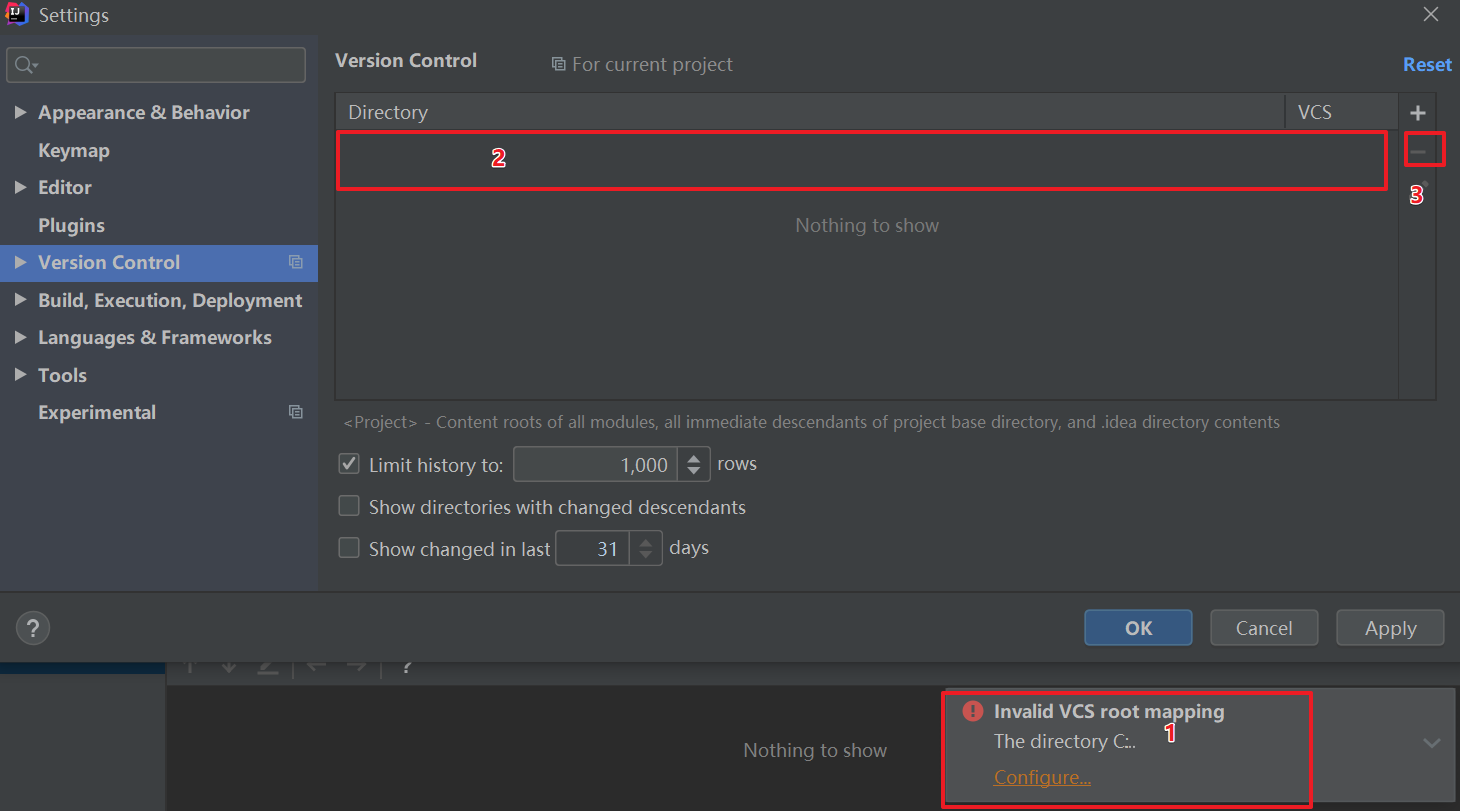 Settings
Version Control
For current project
Reset
Directory
VCS
Appearance & Behavior
Keymap
Editor
Plugins
Version Control
Build, Execution, Deployment
Languages & Frameworks
Tools
Experimental
2
3
Nothing to show
<Project> - Content roots of all modules, all immediate descendants of project base directory, and .idea directory contents
Limit history to: 1,000 rows
Show directories with changed descendants
Show changed in last 31 days
?
OK
Cancel
Apply
?
Nothing to show
Invalid VCS root mapping
1
The directory C:..
Configure...